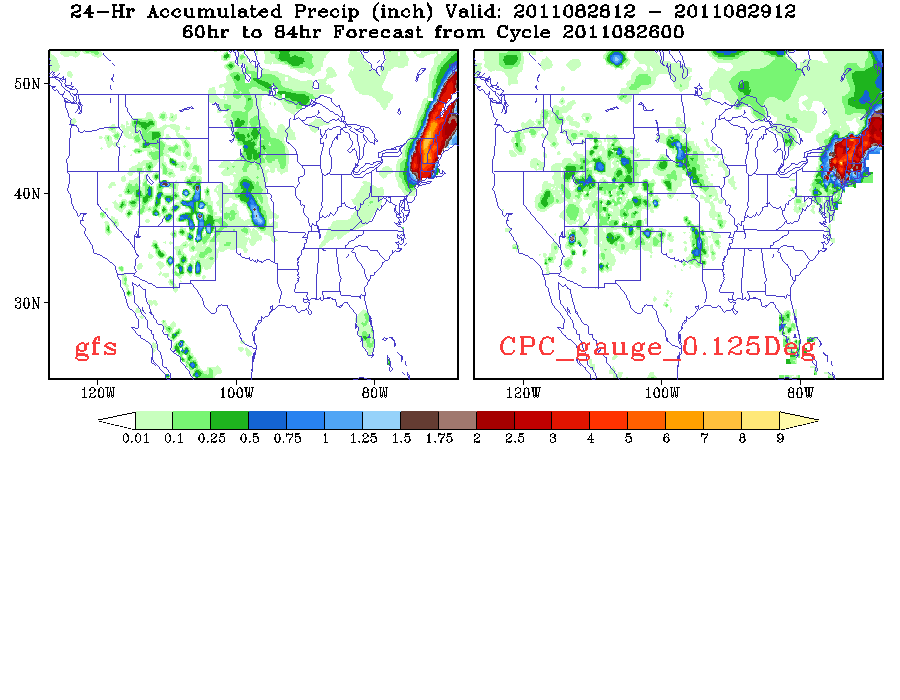 24-Hr Accumulated Precip (inch) Valid: 2011082812 - 2011082912
60hr to 84hr Forecast from Cycle 2011082600
50N
40N
30N
gfs
CPC_gauge_0.125Deg
120W 100W 80W 120W 100W 80W
0.01 0.1 0.25 0.5 0.75 1 1.25 1.5 1.75 2 2.5 3 4 5 6 7 8 9